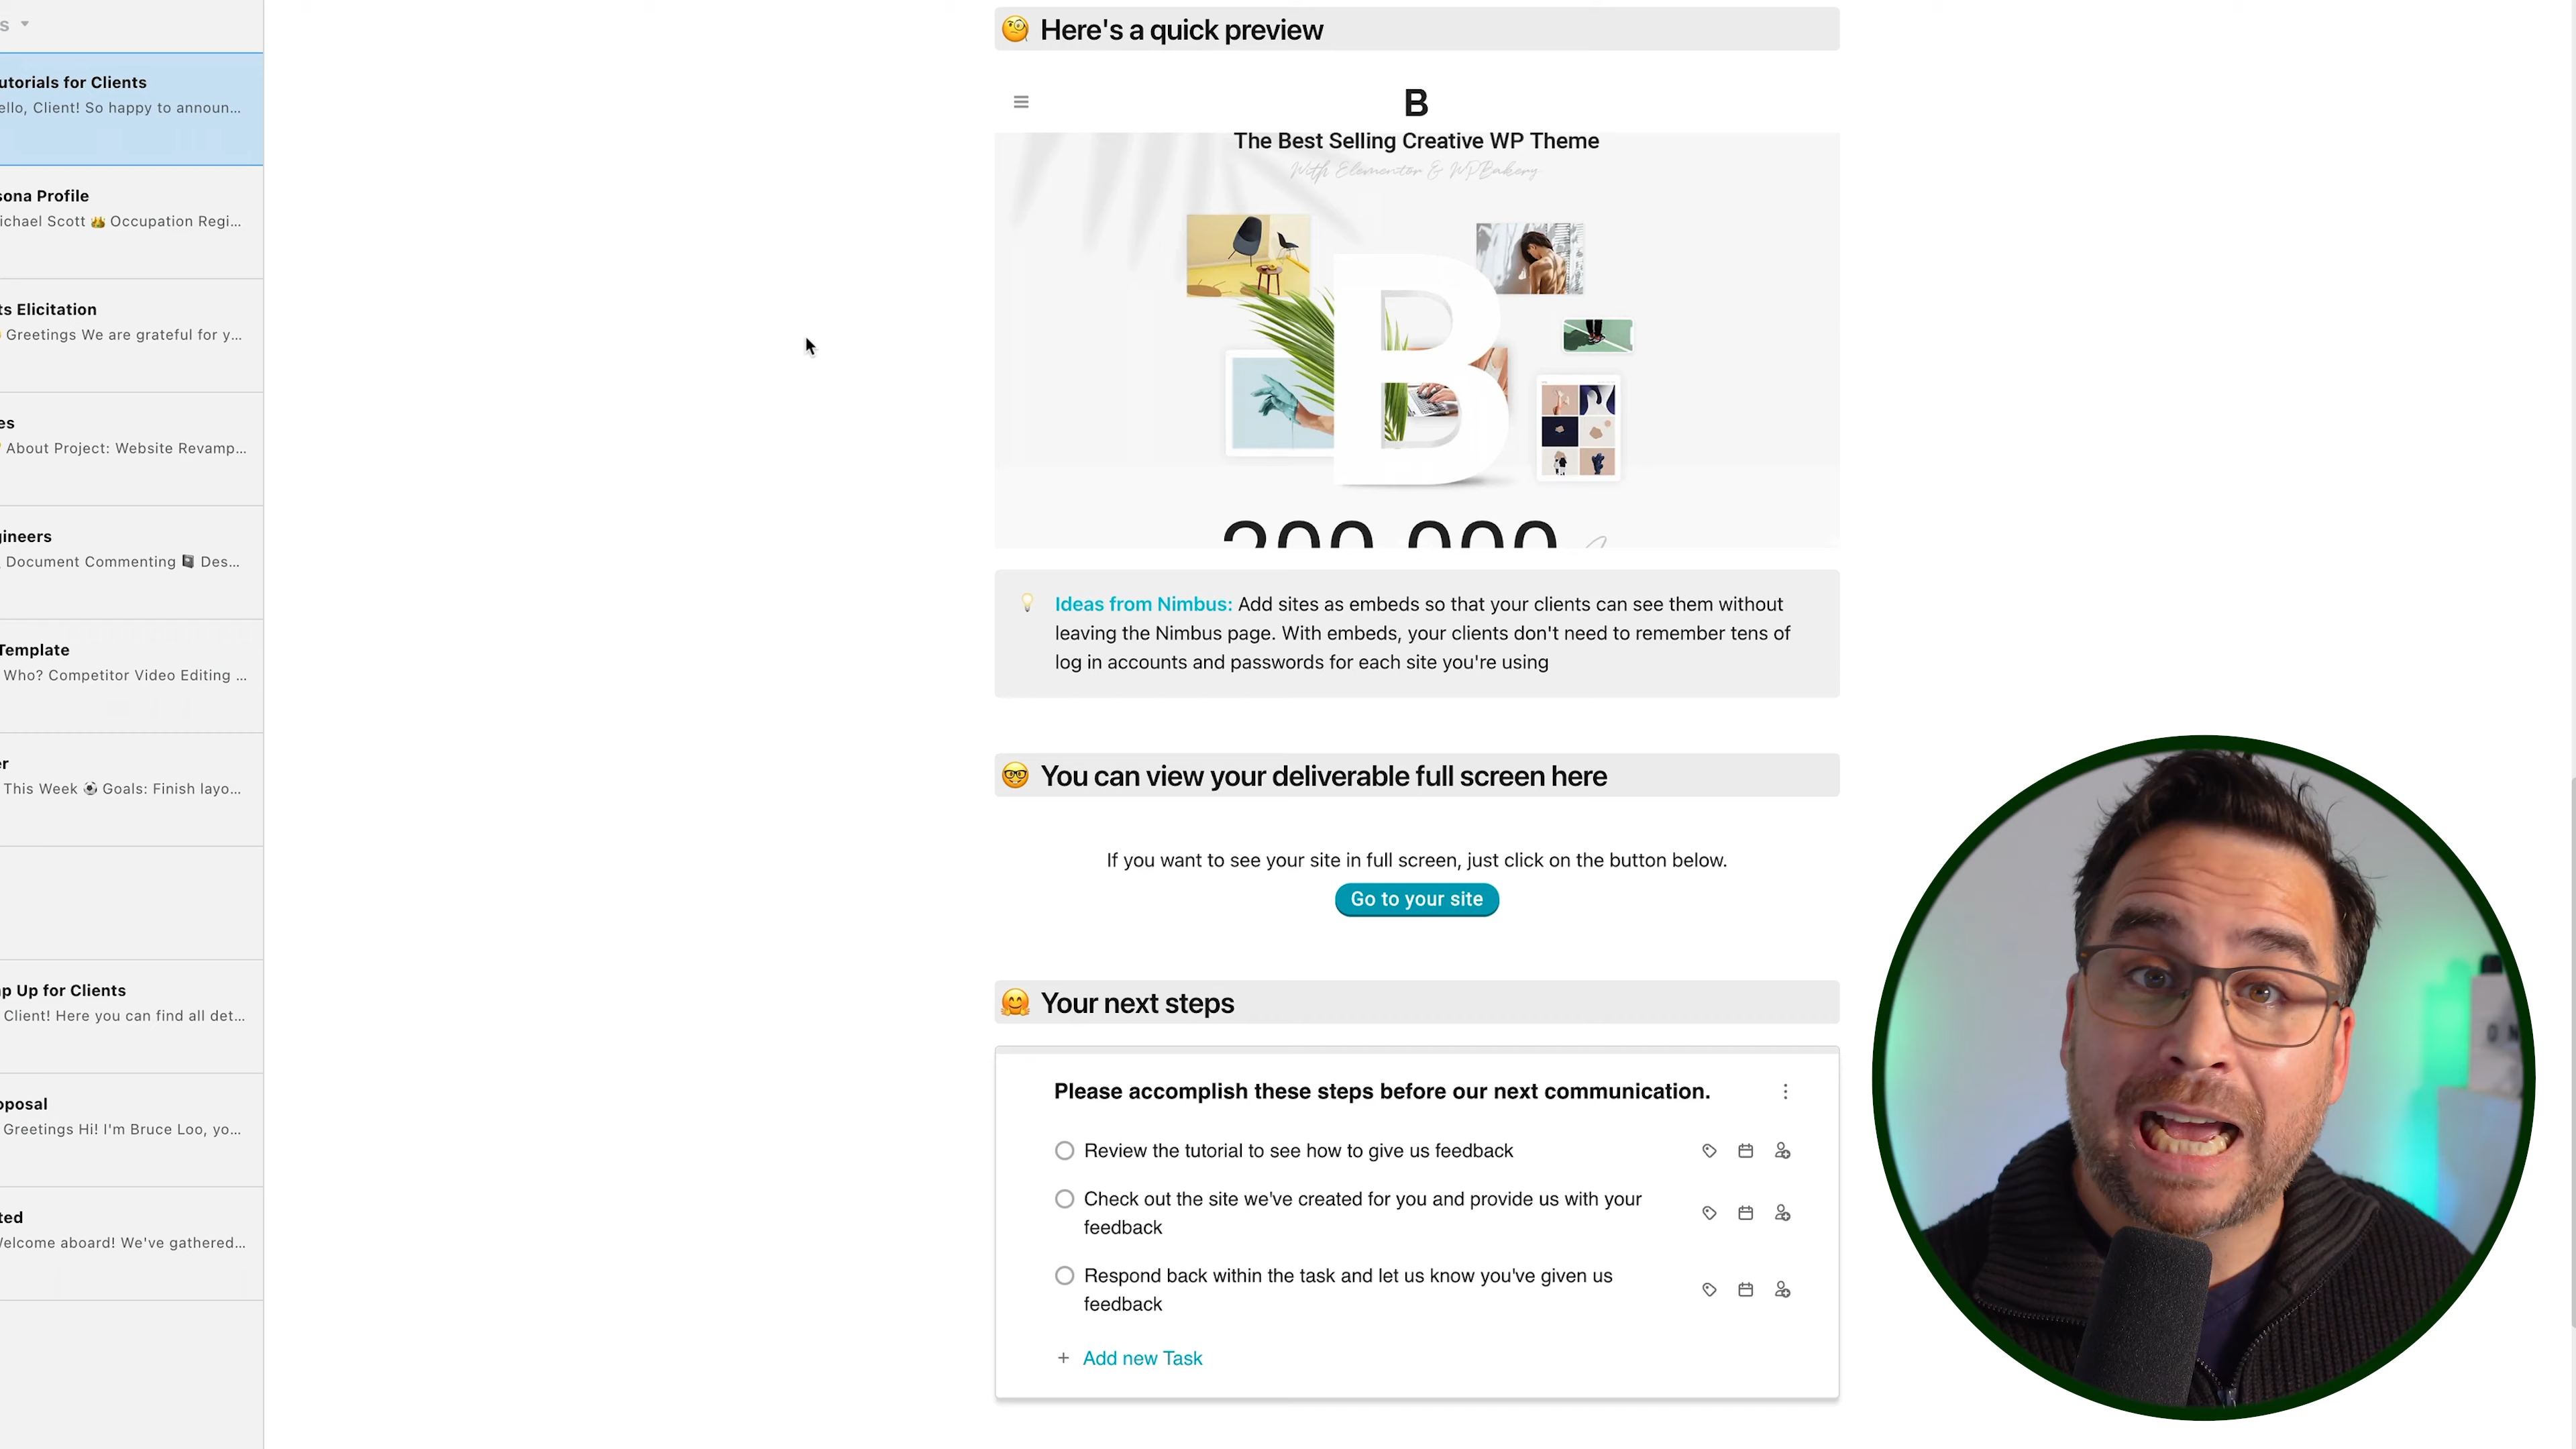 s
utorials for Clients
ello, Client! So happy to announ...
sona Profile
ichael Scott 👑 Occupation Regi...
ts Elicitation
Greetings We are grateful for y...
es
About Project: Website Revamp...
gineers
Document Commenting 📓 Des...
Template
Who? Competitor Video Editing ...
er
This Week ⚽ Goals: Finish layo...
p Up for Clients
Client! Here you can find all det...
oposal
Greetings Hi! I'm Bruce Loo, yo...
ted
elcome aboard! We've gathered...
🧐 Here's a quick preview
B
The Best Selling Creative WP Theme
With Elementor & WPBakery
B
💡 Ideas from Nimbus: Add sites as embeds so that your clients can see them without
leaving the Nimbus page. With embeds, your clients don't need to remember tens of
log in accounts and passwords for each site you're using
🤓 You can view your deliverable full screen here
If you want to see your site in full screen, just click on the button below.
Go to your site
🤗 Your next steps
Please accomplish these steps before our next communication.
Review the tutorial to see how to give us feedback
Check out the site we've created for you and provide us with your
feedback
Respond back within the task and let us know you've given us
feedback
+ Add new Task